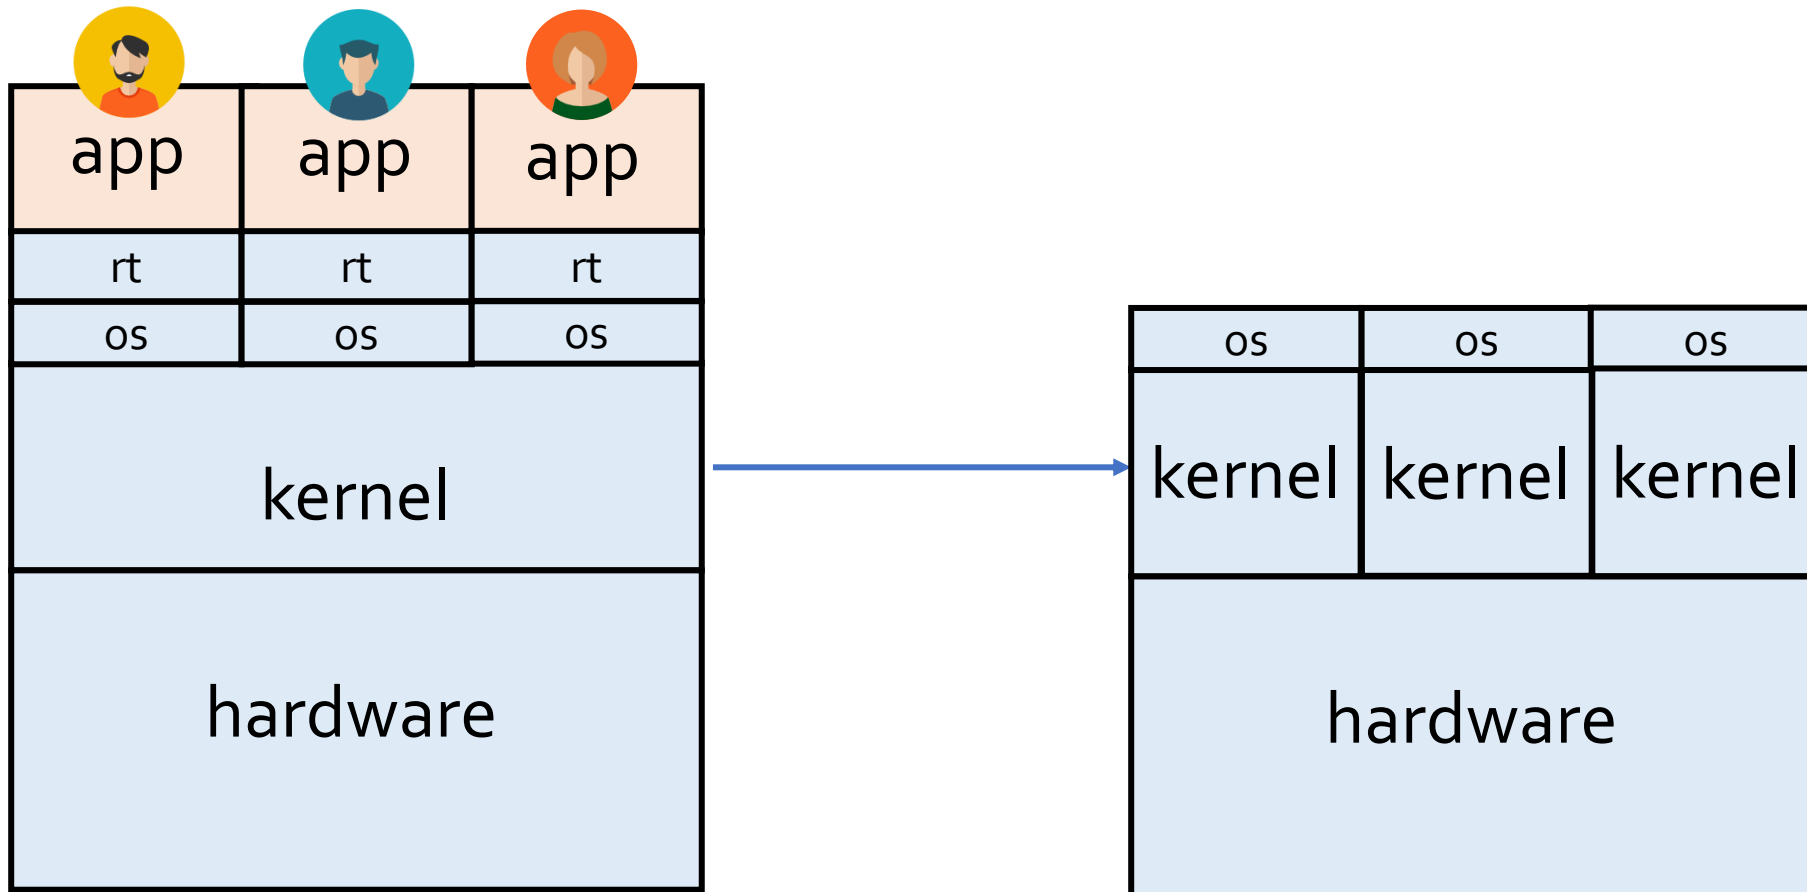 app app app
rt rt rt
os os os
kernel
hardware
os os os
kernel kernel kernel
hardware